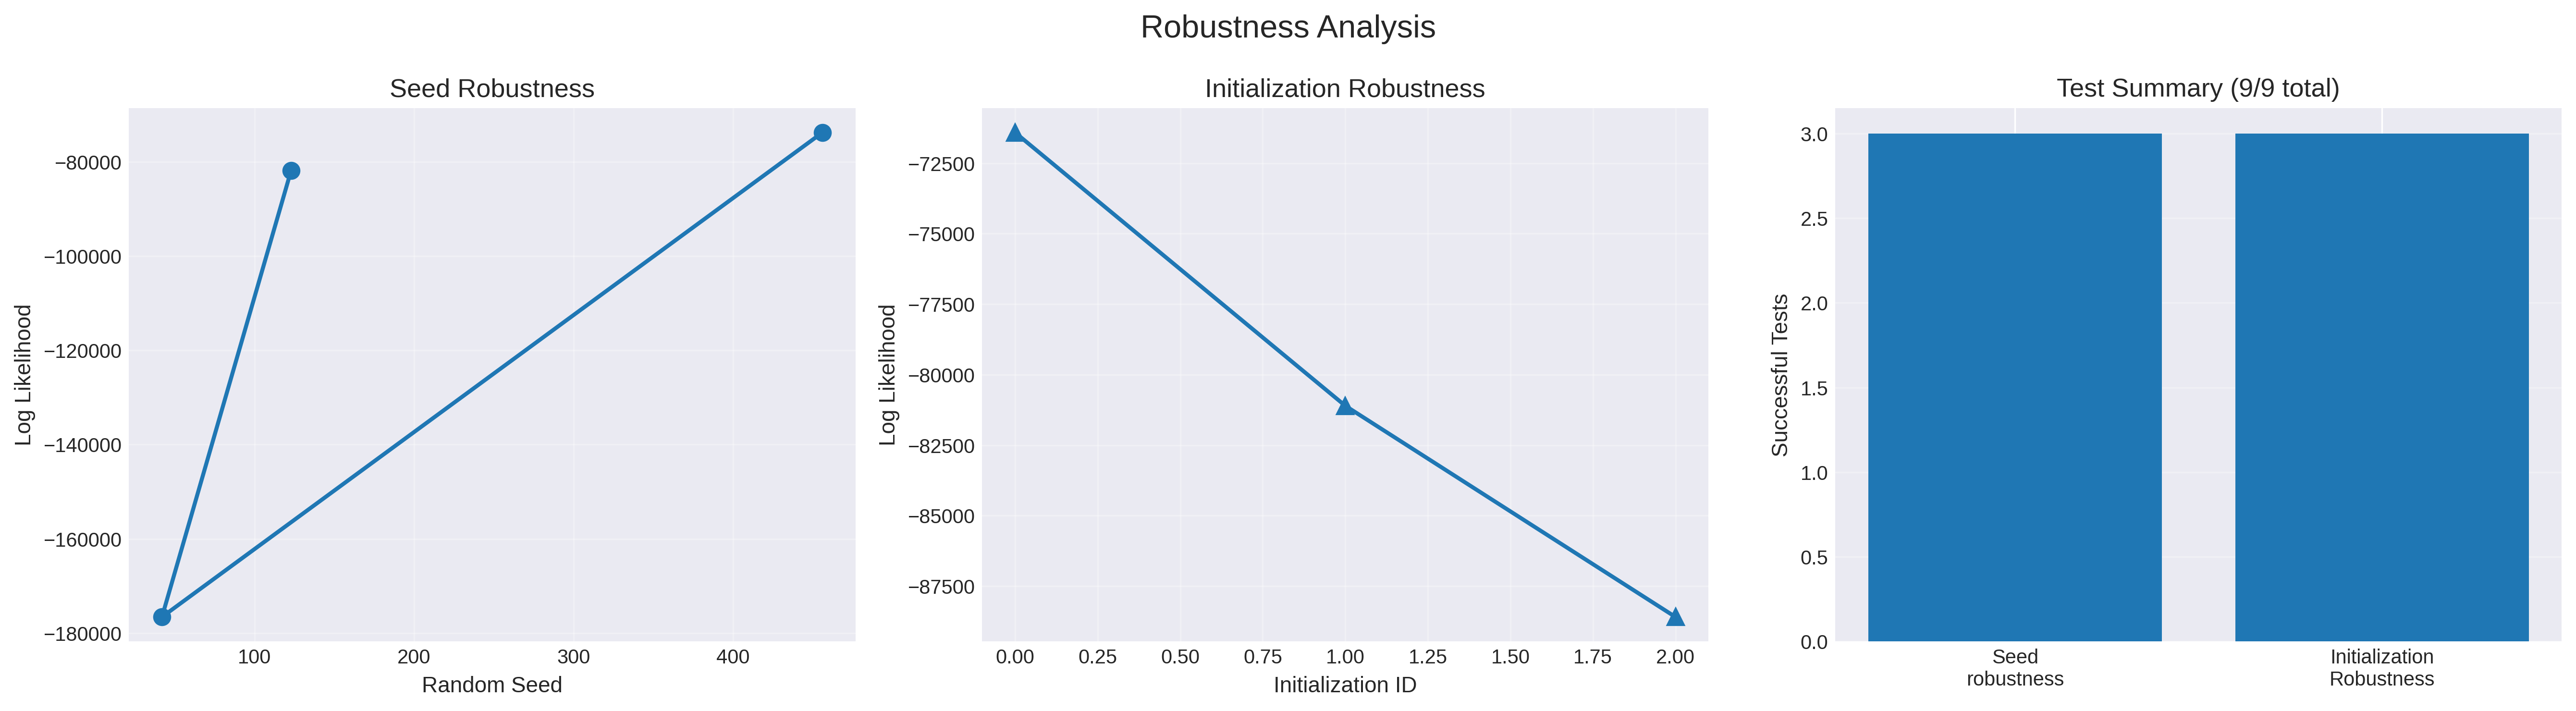 Robustness Analysis
Seed Robustness
Log Likelihood
−80000
−100000
−120000
−140000
−160000
−180000
100
200
300
400
Random Seed
Initialization Robustness
Log Likelihood
−72500
−75000
−77500
−80000
−82500
−85000
−87500
0.00
0.25
0.50
0.75
1.00
1.25
1.50
1.75
2.00
Initialization ID
Test Summary (9/9 total)
Successful Tests
3.0
2.5
2.0
1.5
1.0
0.5
0.0
Seed
robustness
Initialization
Robustness